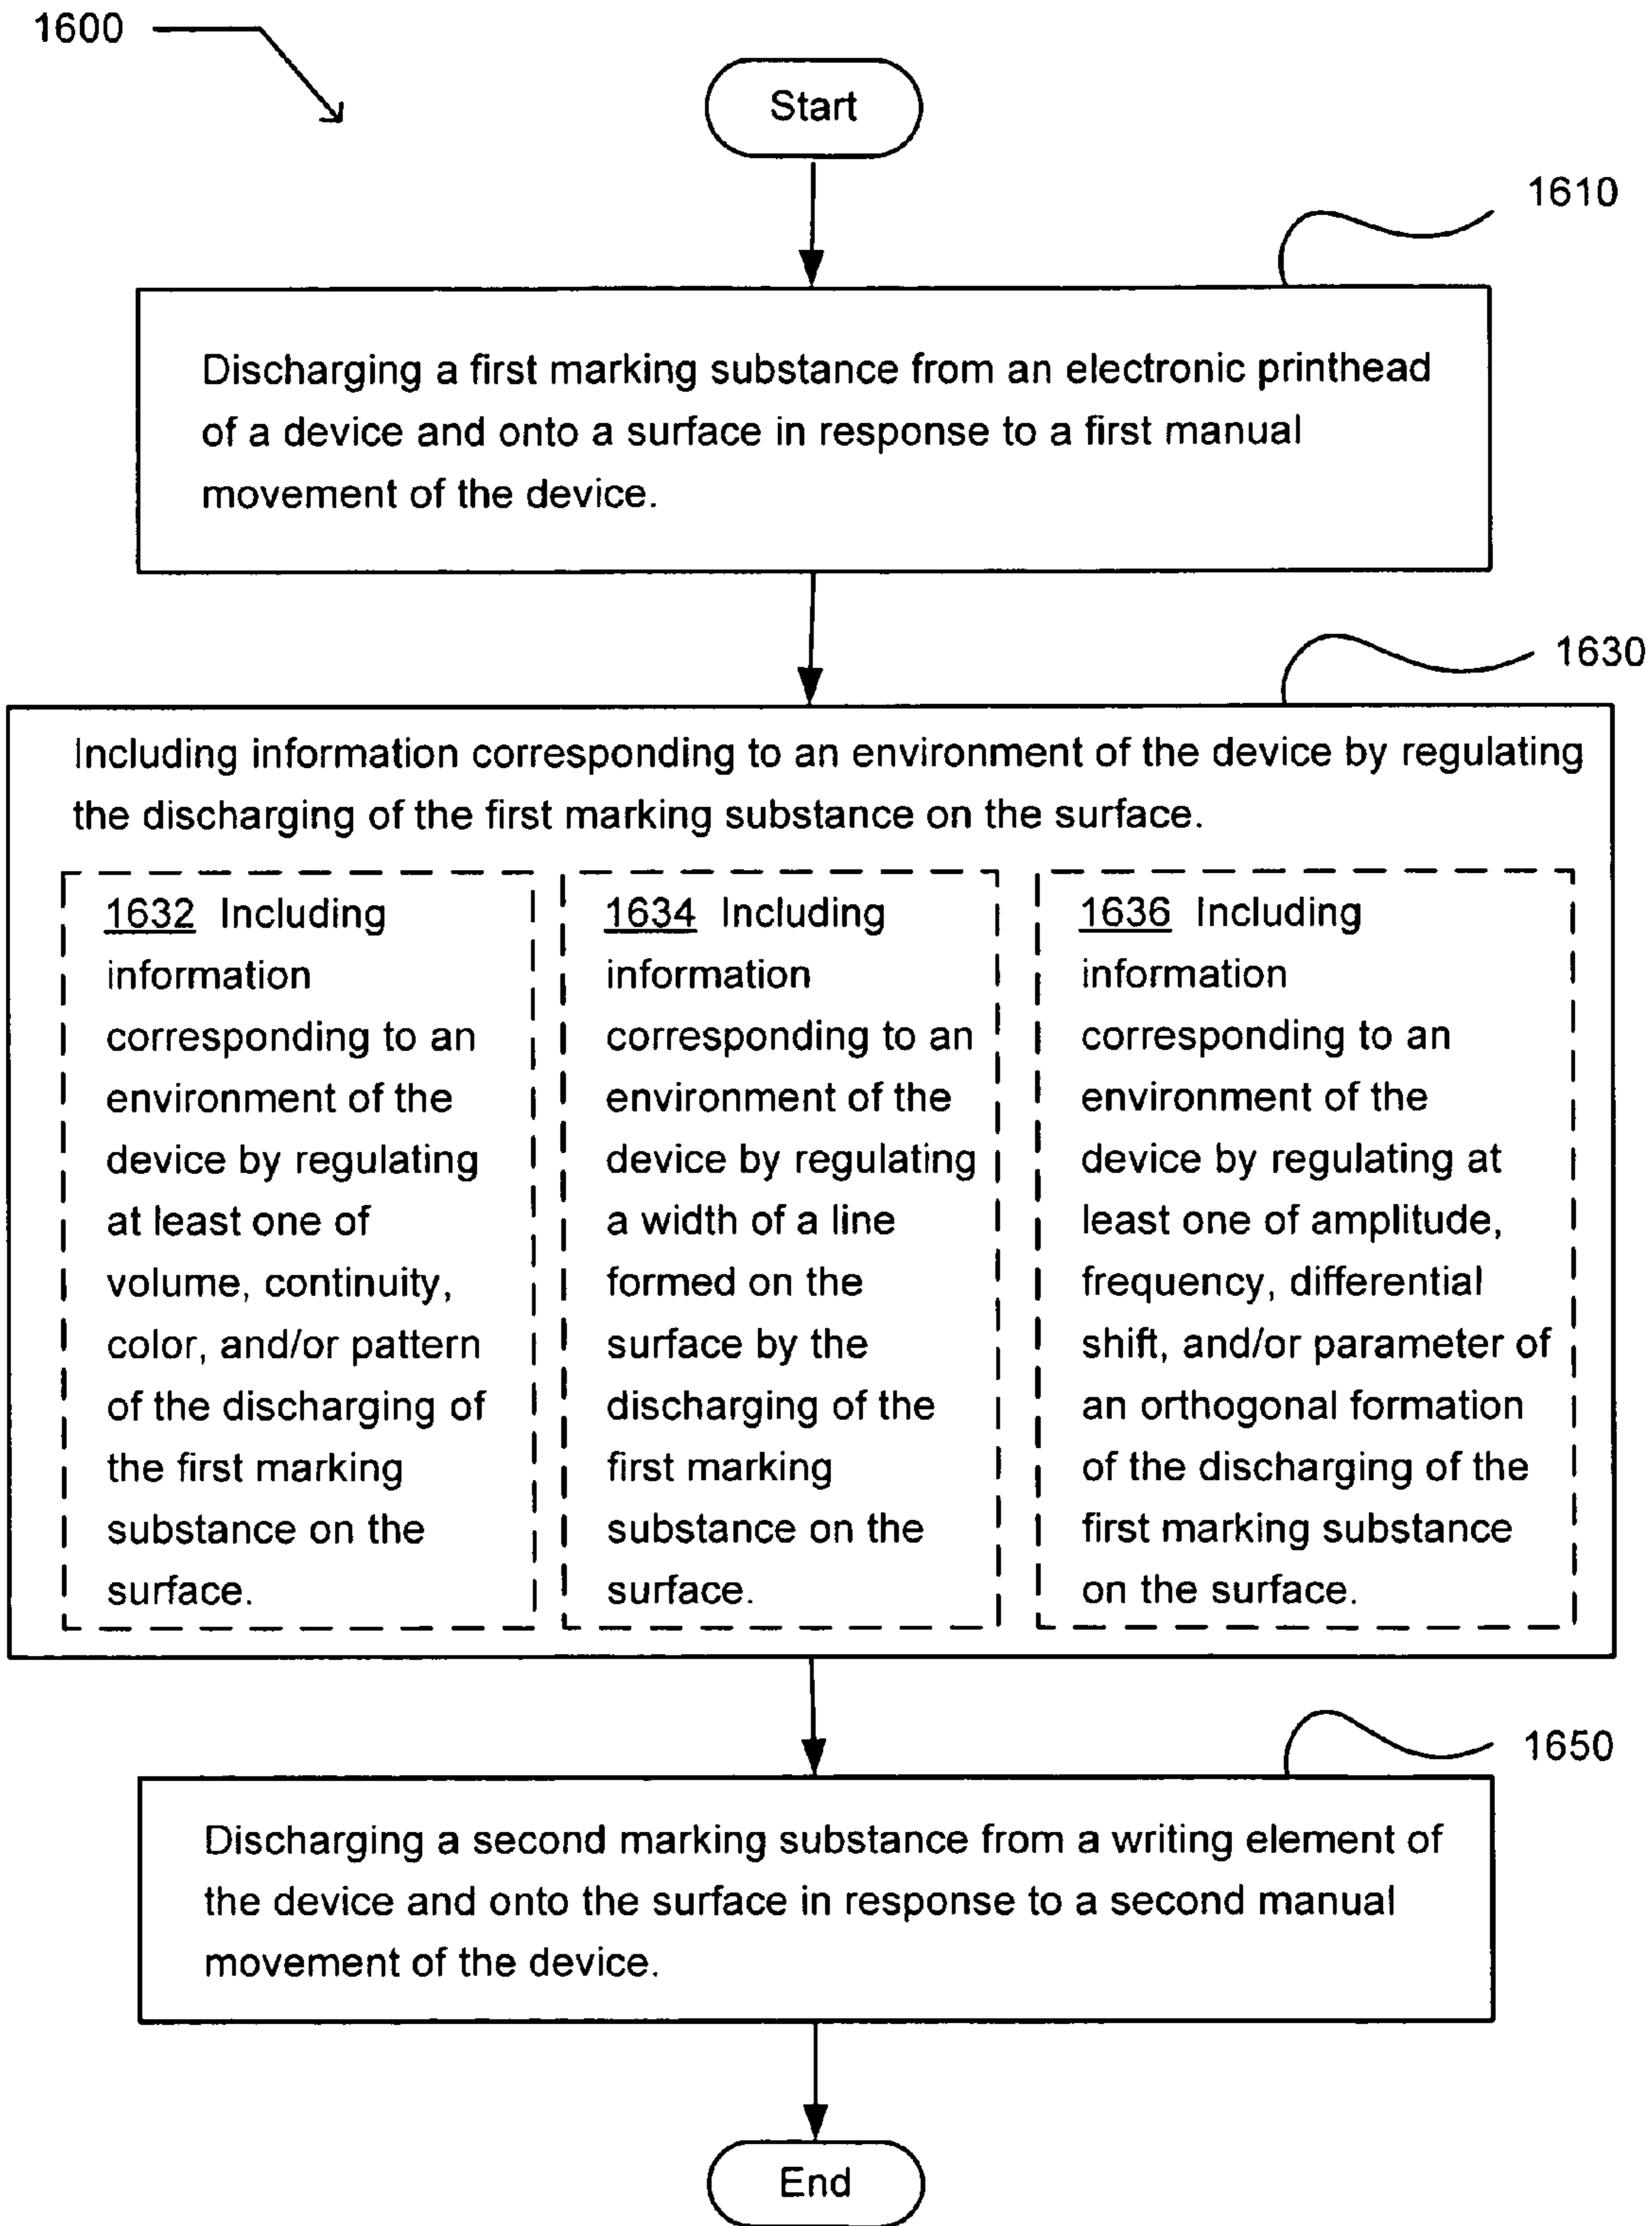 1600
Start
1610
Discharging a first marking substance from an electronic printhead
of a device and onto a surface in response to a first manual
movement of the device.
1630
Including information corresponding to an environment of the device by regulating
the discharging of the first marking substance on the surface.
1632 Including
information
corresponding to an
environment of the
device by regulating
at least one of
volume, continuity,
color, and/or pattern
of the discharging of
the first marking
substance on the
surface.
1634 Including
information
corresponding to an
environment of the
device by regulating
a width of a line
formed on the
surface by the
discharging of the
first marking
substance on the
surface.
1636 Including
information
corresponding to an
environment of the
device by regulating at
least one of amplitude,
frequency, differential
shift, and/or parameter of
an orthogonal formation
of the discharging of the
first marking substance
on the surface.
1650
Discharging a second marking substance from a writing element of
the device and onto the surface in response to a second manual
movement of the device.
End